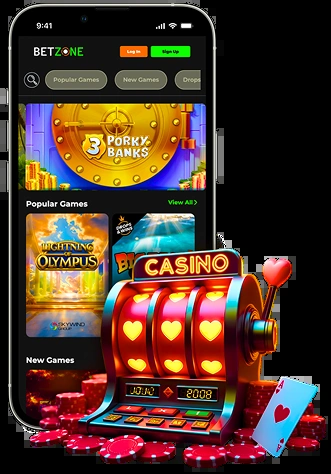 9:41
BETZONE
Log In
Sign Up
Popular Games
New Games
Drops
3 PORKY
BANKS
Popular Games
View All >
LIGHTNING
OF
OLYMPUS
SKYWIND
GROUP
DROPS
& WINS
CASINO
2008
A
New Games